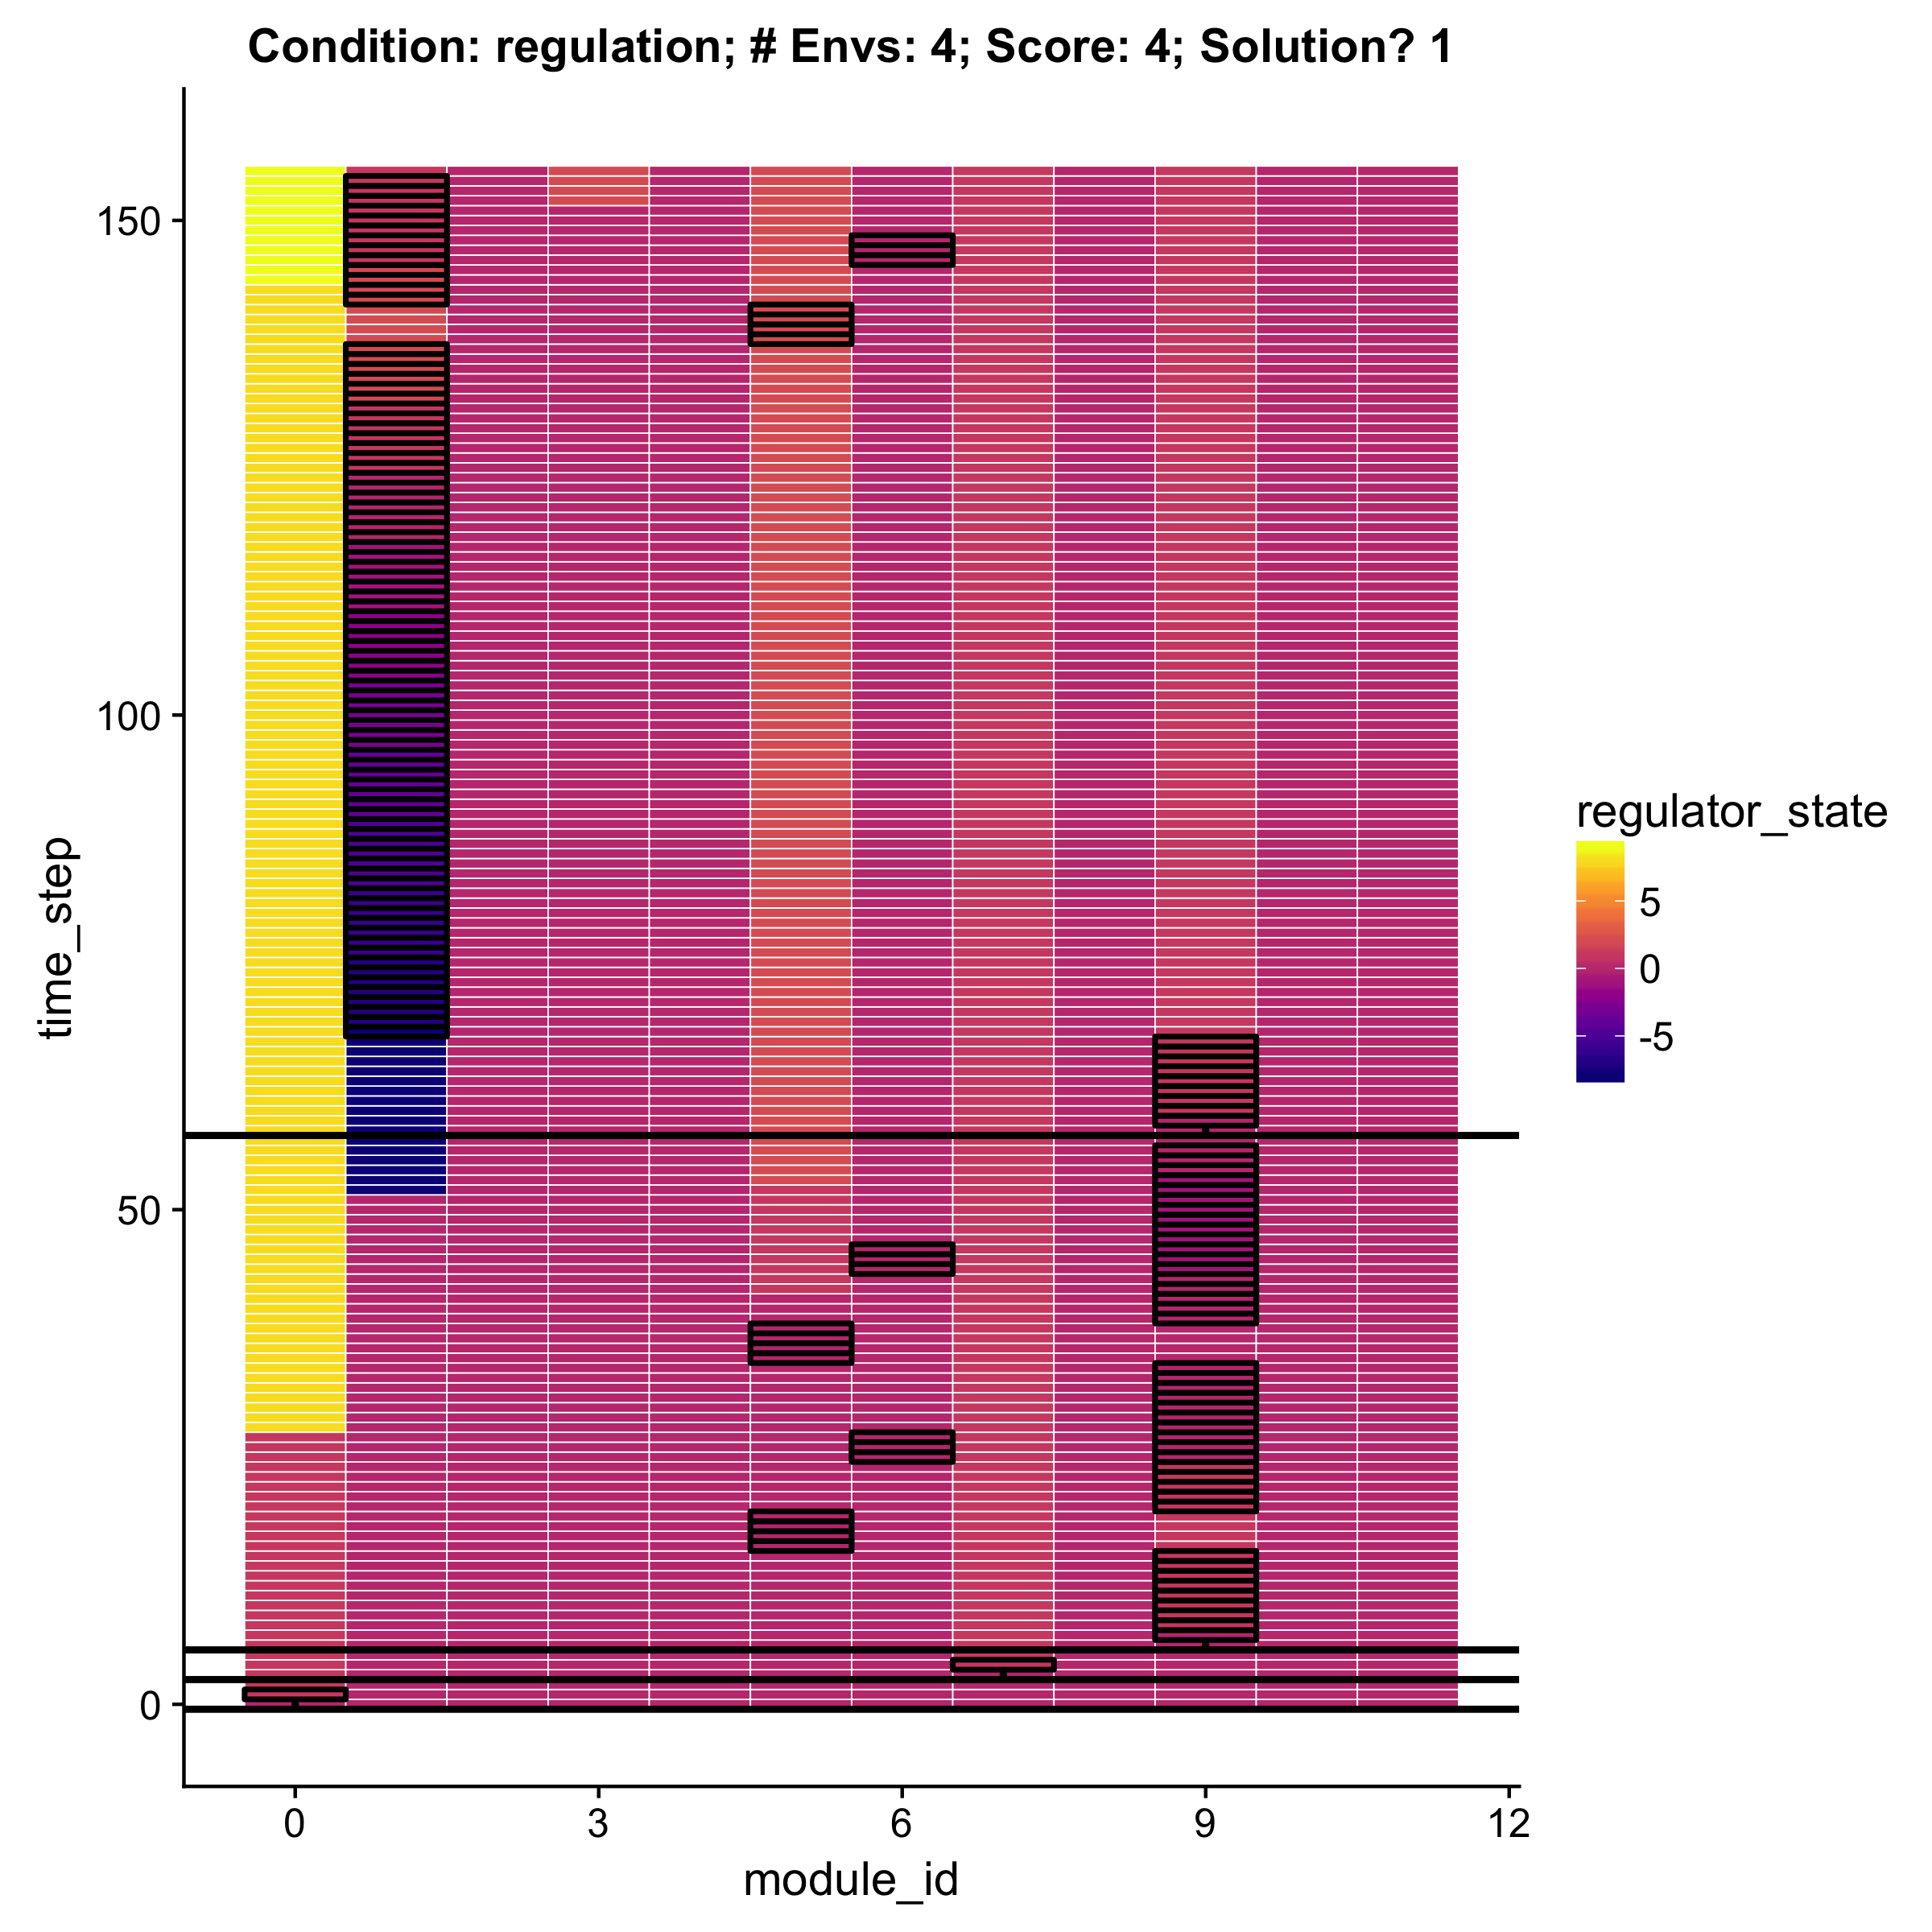 Condition: regulation; # Envs: 4; Score: 4; Solution? 1
150
100
50
0
time_step
0 3 6 9 12
module_id
regulator_state
5
0
-5